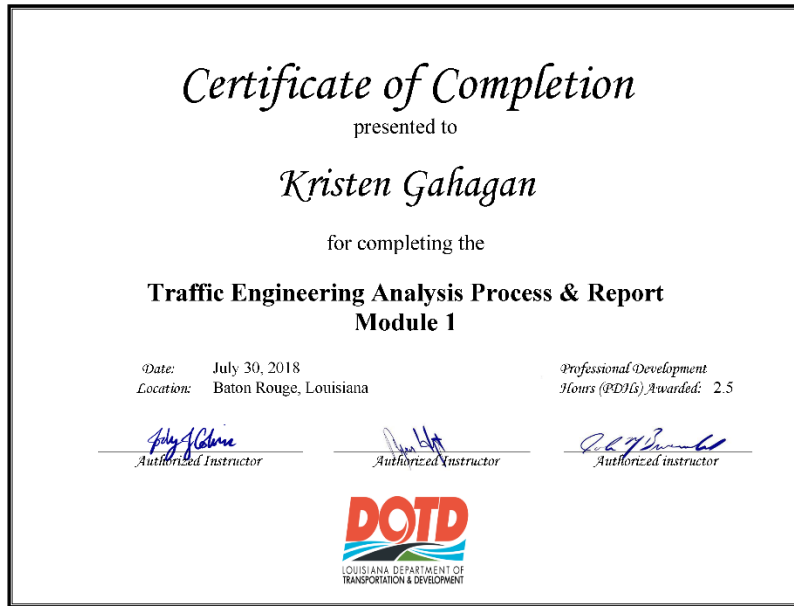 Certificate of Completion
presented to
Kristen Gahagan
for completing the
Traffic Engineering Analysis Process & Report
Module 1
Date: July 30, 2018
Location: Baton Rouge, Louisiana
Professional Development
Hours (PDHs) Awarded: 2.5
Authorized Instructor
Authorized Instructor
Authorized instructor
DOTD
LOUISIANA DEPARTMENT OF
TRANSPORTATION & DEVELOPMENT